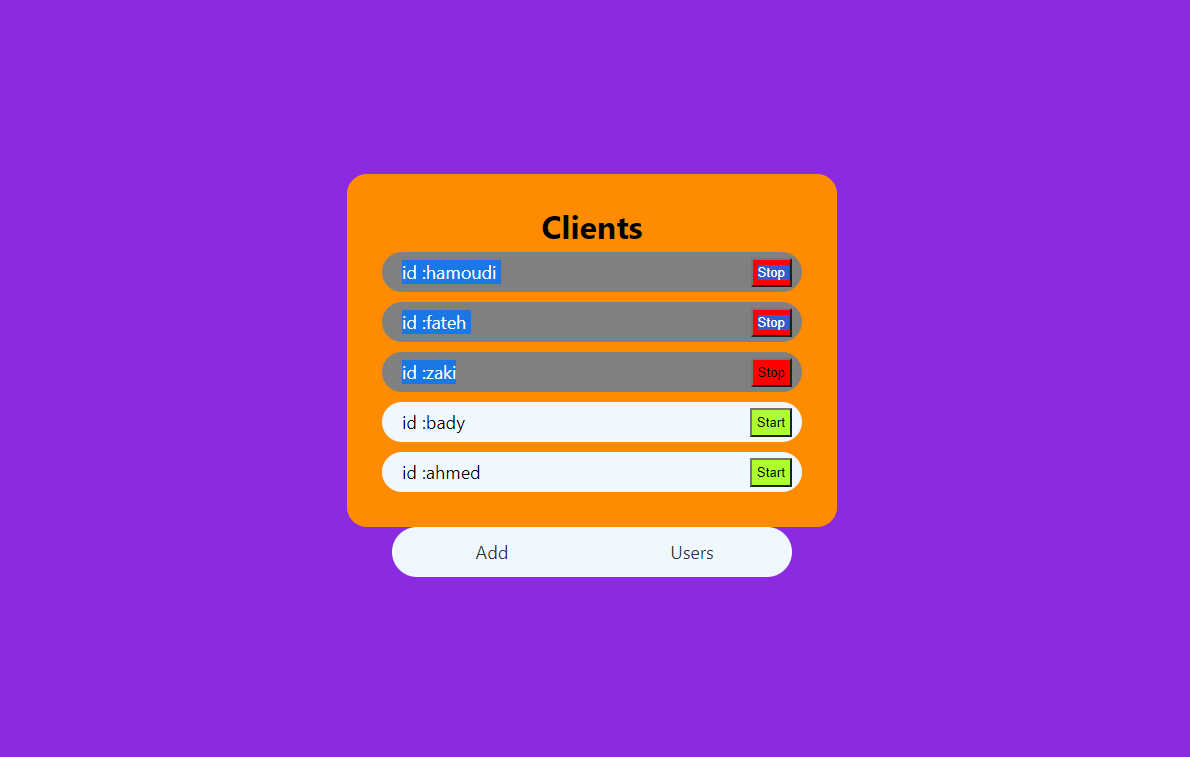 Clients
id :hamoudi Stop
id :fateh Stop
id :zaki Stop
id :bady Start
id :ahmed Start
Add Users